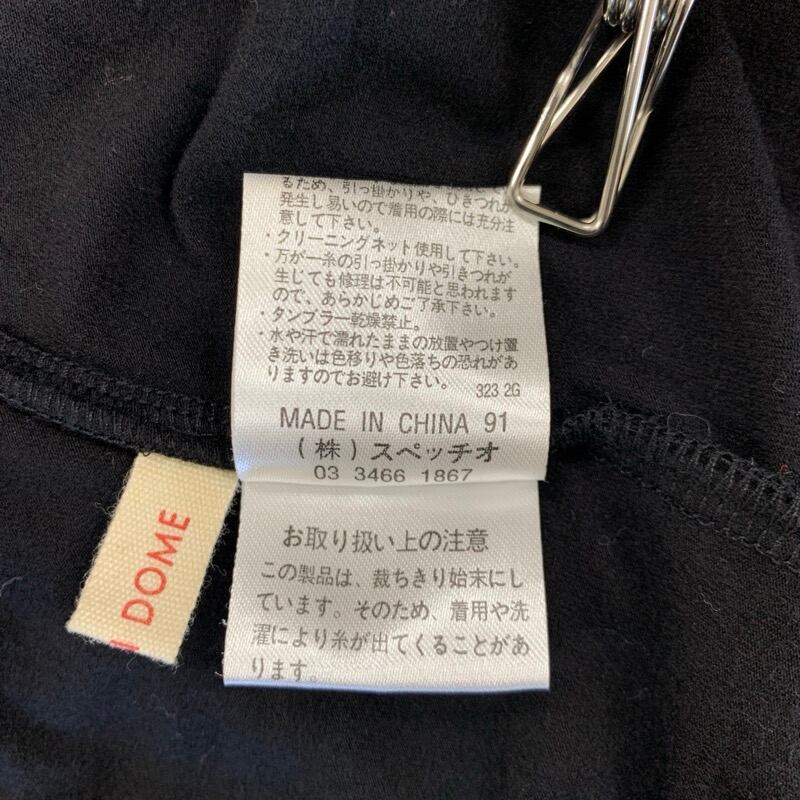 るため、引っ掛かりや、ひきつれが
発生し易いので着用の際には充分注
意して下さい。
・クリーニングネット使用して下さい。
・万が一糸の引っ掛かりや引きつれが
生じても修理は不可能と思われます
ので、あらかじめご了承下さい。
・タンブラー乾燥禁止。
・水や汗で濡れたままの放置やつけ置
き洗いは色移りや色落ちの恐れがあ
りますのでお避け下さい。
323 2G
MADE IN CHINA 91
(株)スペッチオ
03 3466 1867
お取り扱い上の注意
この製品は、裁ちきり始末にし
ています。そのため、着用や洗
濯により糸が出てくることがあ
ります。
DOME